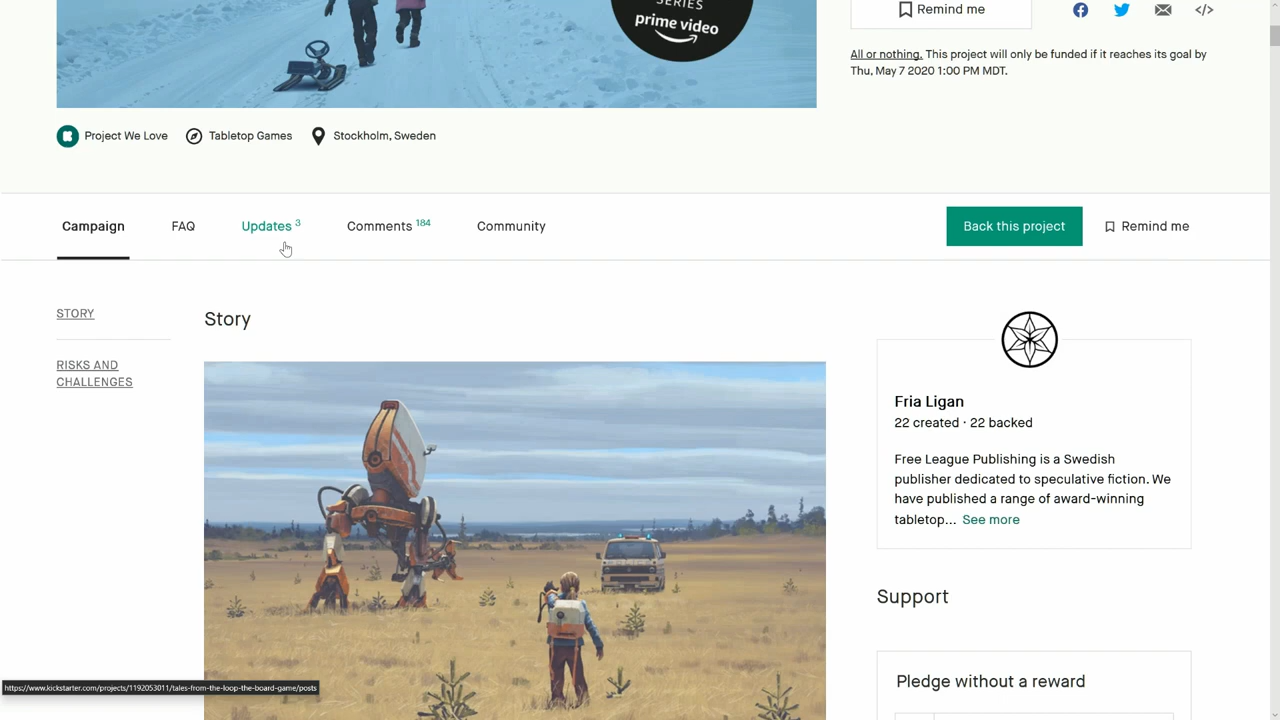 SERIES
prime video
Remind me
</>
All or nothing. This project will only be funded if it reaches its goal by
Thu, May 7 2020 1:00 PM MDT.
Project We Love
Tabletop Games
Stockholm, Sweden
Campaign
FAQ
Updates 3
Comments 184
Community
Back this project
Remind me
STORY
RISKS AND
CHALLENGES
Story
Fria Ligan
22 created · 22 backed
Free League Publishing is a Swedish
publisher dedicated to speculative fiction. We
have published a range of award-winning
tabletop... See more
Support
Pledge without a reward
https://www.kickstarter.com/projects/1192053011/tales-from-the-loop-the-board-game/posts